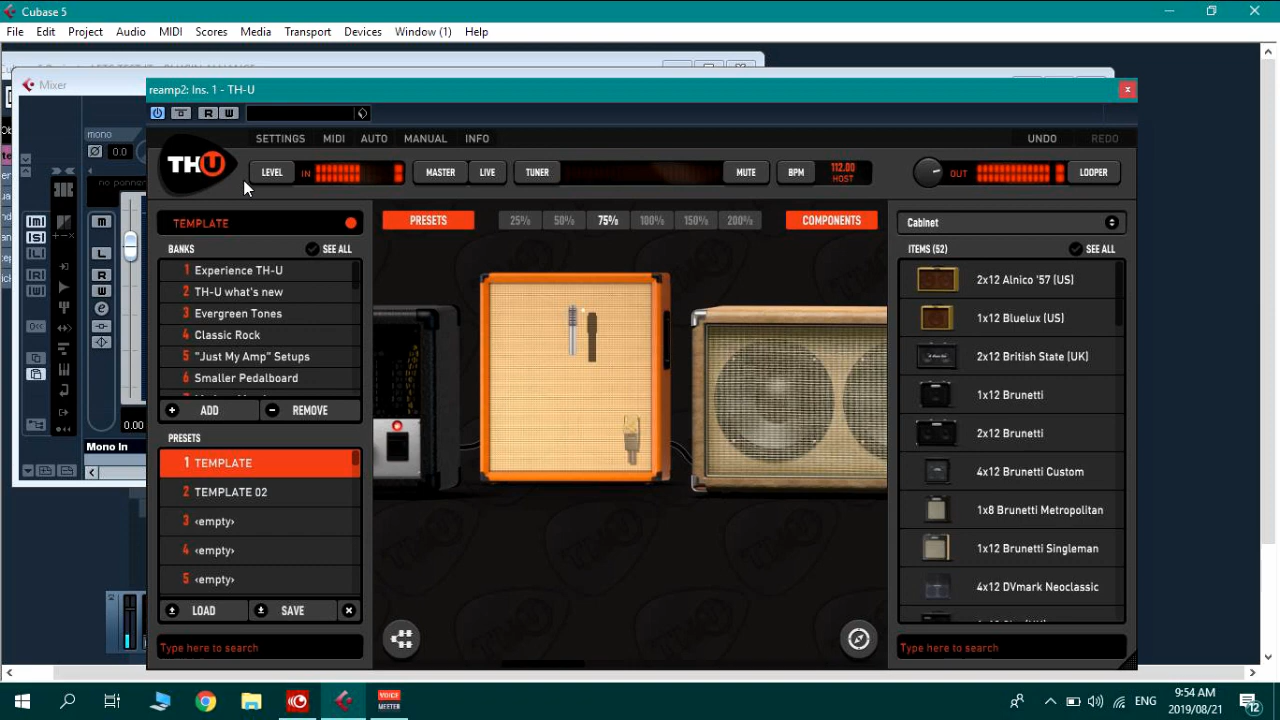 Cubase 5
File Edit Project Audio MIDI Scores Media Transport Devices Window (1) Help
Mixer
reamp2: Ins. 1 - TH-U
R W
mono
0.0
SETTINGS MIDI AUTO MANUAL INFO UNDO REDO
THU
LEVEL IN MASTER LIVE TUNER MUTE BPM 112.00 HOST OUT LOOPER
TEMPLATE
PRESETS 25% 50% 75% 100% 150% 200% COMPONENTS
Cabinet
BANKS SEE ALL
ITEMS (52) SEE ALL
1 Experience TH-U
2 TH-U what's new
3 Evergreen Tones
4 Classic Rock
5 "Just My Amp" Setups
6 Smaller Pedalboard
ADD REMOVE
PRESETS
1 TEMPLATE
2 TEMPLATE 02
3 <empty>
4 <empty>
5 <empty>
LOAD SAVE
Type here to search
2x12 Alnico '57 (US)
1x12 Bluelux (US)
2x12 British State (UK)
1x12 Brunetti
2x12 Brunetti
4x12 Brunetti Custom
1x8 Brunetti Metropolitan
1x12 Brunetti Singleman
4x12 DVmark Neoclassic
Type here to search
0.00
Mono In
2
VOICE
MEETER
ENG
9:54 AM
2019/08/21
12